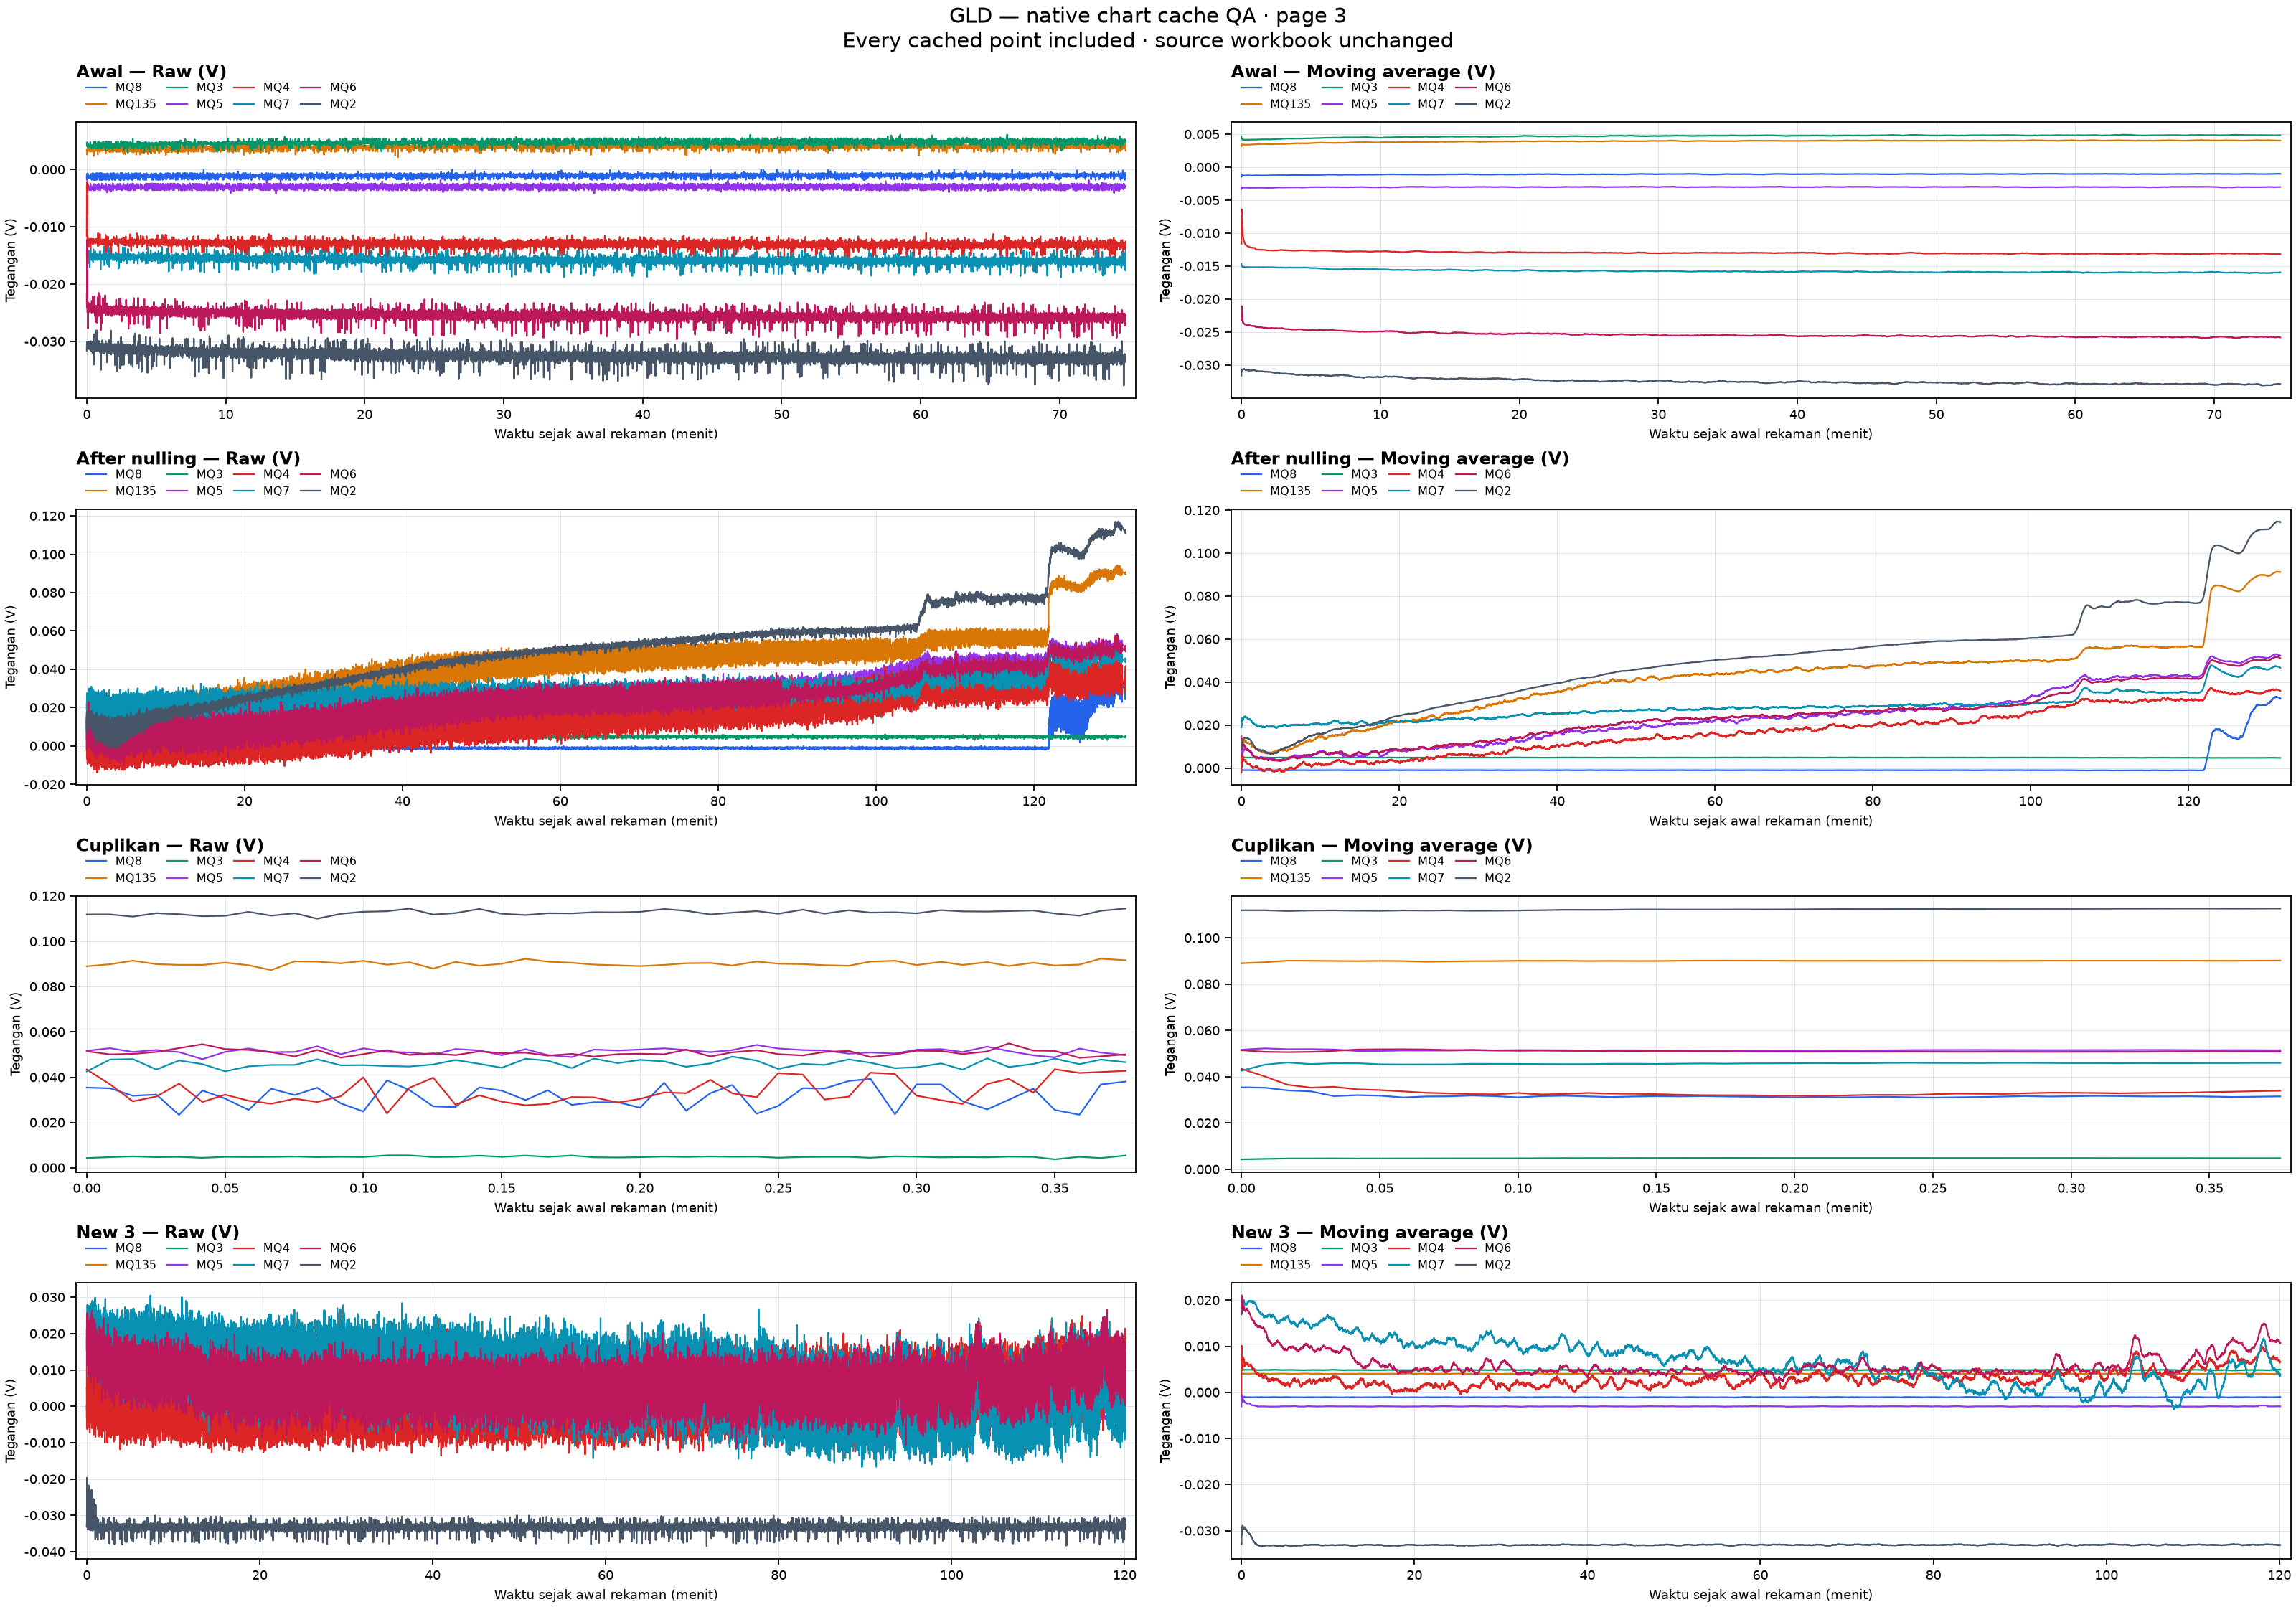 GLD — native chart cache QA · page 3
Every cached point included · source workbook unchanged
Awal — Raw (V)
MQ8 MQ3 MQ4 MQ6
MQ135 MQ5 MQ7 MQ2
Tegangan (V)
0.000
-0.010
-0.020
-0.030
0 10 20 30 40 50 60 70
Waktu sejak awal rekaman (menit)
Awal — Moving average (V)
MQ8 MQ3 MQ4 MQ6
MQ135 MQ5 MQ7 MQ2
Tegangan (V)
0.005
0.000
-0.005
-0.010
-0.015
-0.020
-0.025
-0.030
0 10 20 30 40 50 60 70
Waktu sejak awal rekaman (menit)
After nulling — Raw (V)
MQ8 MQ3 MQ4 MQ6
MQ135 MQ5 MQ7 MQ2
Tegangan (V)
0.120
0.100
0.080
0.060
0.040
0.020
0.000
-0.020
0 20 40 60 80 100 120
Waktu sejak awal rekaman (menit)
After nulling — Moving average (V)
MQ8 MQ3 MQ4 MQ6
MQ135 MQ5 MQ7 MQ2
Tegangan (V)
0.120
0.100
0.080
0.060
0.040
0.020
0.000
0 20 40 60 80 100 120
Waktu sejak awal rekaman (menit)
Cuplikan — Raw (V)
MQ8 MQ3 MQ4 MQ6
MQ135 MQ5 MQ7 MQ2
Tegangan (V)
0.120
0.100
0.080
0.060
0.040
0.020
0.000
0.00 0.05 0.10 0.15 0.20 0.25 0.30 0.35
Waktu sejak awal rekaman (menit)
Cuplikan — Moving average (V)
MQ8 MQ3 MQ4 MQ6
MQ135 MQ5 MQ7 MQ2
Tegangan (V)
0.100
0.080
0.060
0.040
0.020
0.000
0.00 0.05 0.10 0.15 0.20 0.25 0.30 0.35
Waktu sejak awal rekaman (menit)
New 3 — Raw (V)
MQ8 MQ3 MQ4 MQ6
MQ135 MQ5 MQ7 MQ2
Tegangan (V)
0.030
0.020
0.010
0.000
-0.010
-0.020
-0.030
-0.040
0 20 40 60 80 100 120
Waktu sejak awal rekaman (menit)
New 3 — Moving average (V)
MQ8 MQ3 MQ4 MQ6
MQ135 MQ5 MQ7 MQ2
Tegangan (V)
0.020
0.010
0.000
-0.010
-0.020
-0.030
0 20 40 60 80 100 120
Waktu sejak awal rekaman (menit)